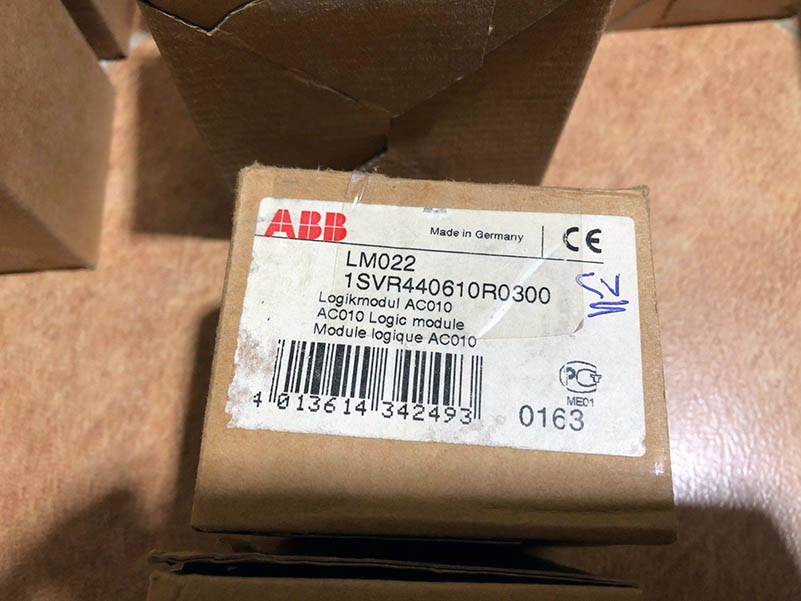 ABB
Made in Germany
CE
LM022
1SVR440610R0300
Logikmodul AC010
AC010 Logic module
Module logique AC010
4 013614 342493
ME01
0163